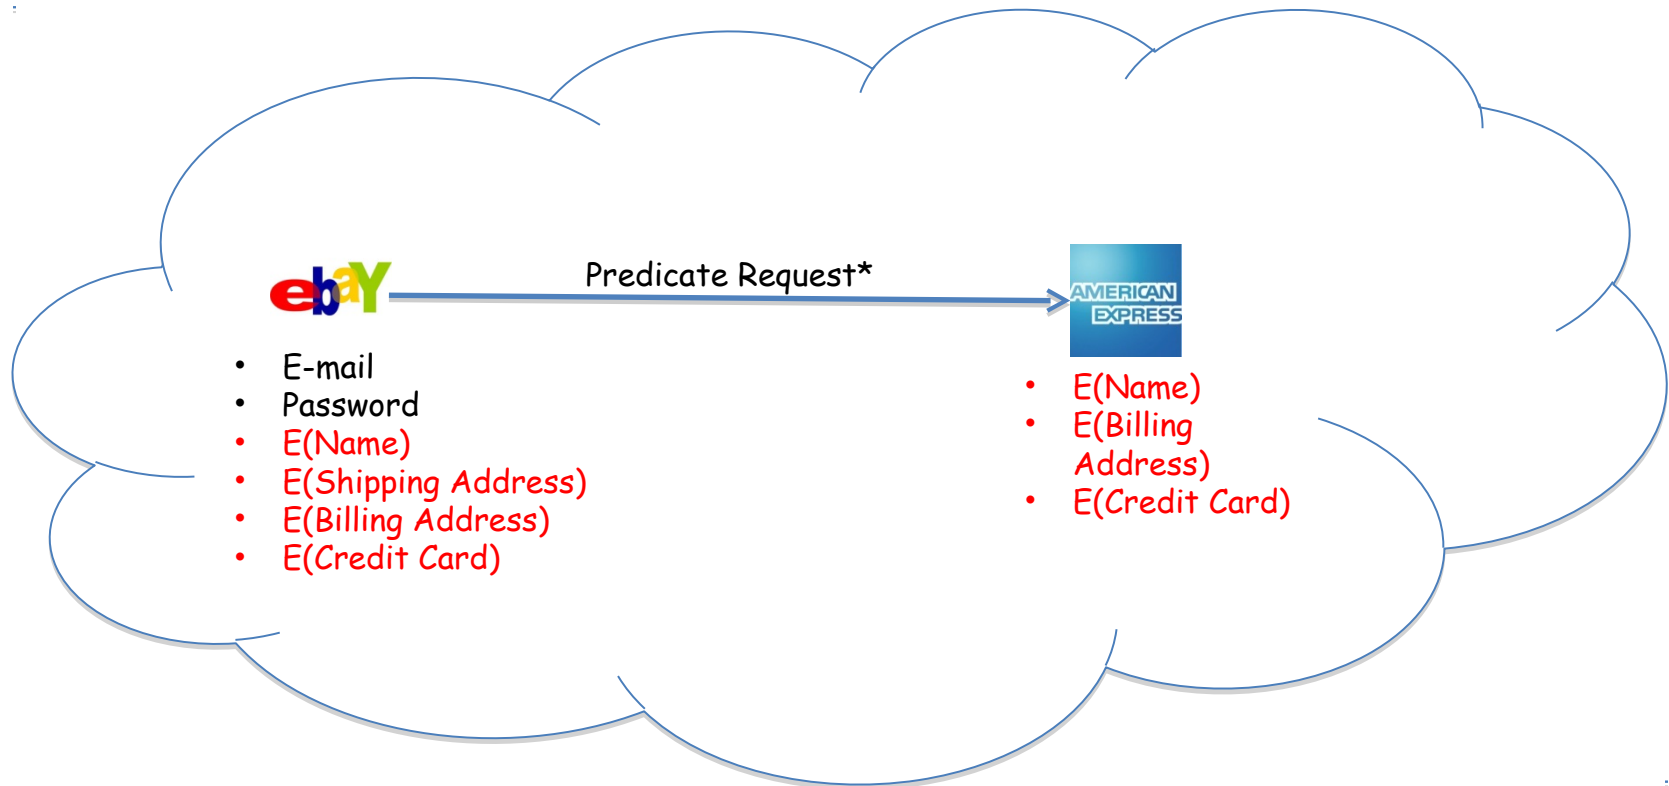 ebaY
Predicate Request*
AMERICAN
EXPRESS
• E-mail
• Password
• E(Name)
• E(Shipping Address)
• E(Billing Address)
• E(Credit Card)
• E(Name)
• E(Billing
Address)
• E(Credit Card)